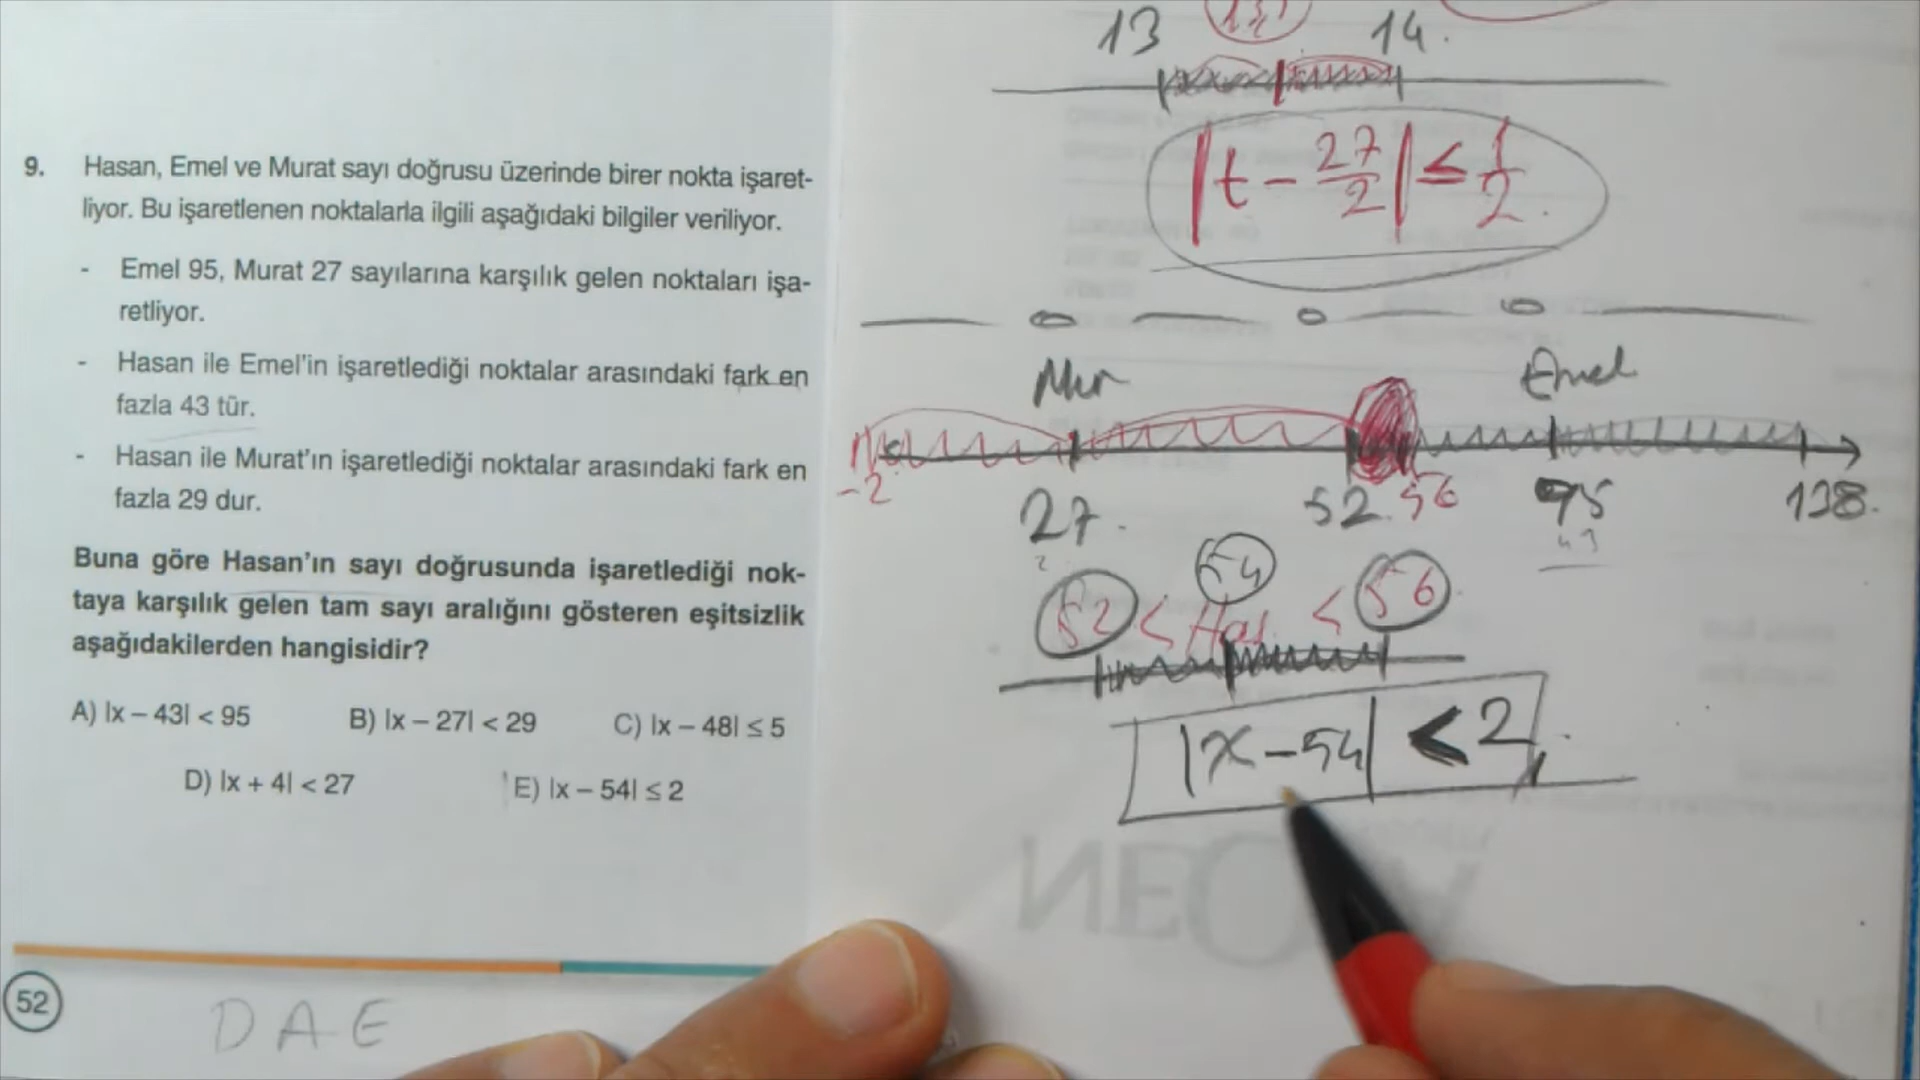 9. Hasan, Emel ve Murat sayı doğrusu üzerinde birer nokta işaret-
liyor. Bu işaretlenen noktalarla ilgili aşağıdaki bilgiler veriliyor.
- Emel 95, Murat 27 sayılarına karşılık gelen noktaları işa-
retliyor.
- Hasan ile Emel'in işaretlediği noktalar arasındaki fark en
fazla 43 tür.
- Hasan ile Murat'ın işaretlediği noktalar arasındaki fark en
fazla 29 dur.
Buna göre Hasan'ın sayı doğrusunda işaretlediği nok-
taya karşılık gelen tam sayı aralığını gösteren eşitsizlik
aşağıdakilerden hangisidir?
A) |x – 43| < 95 B) |x – 27| < 29 C) |x – 48| ≤ 5
D) |x + 4| < 27 E) |x – 54| ≤ 2
52
D A E
13 14.
|t - 27/2| ≤ 1/2.
Mur Emel
-2 27. 52. 56 95 138.
54
52 < Has. < 56
|x - 54| < 2
NEO